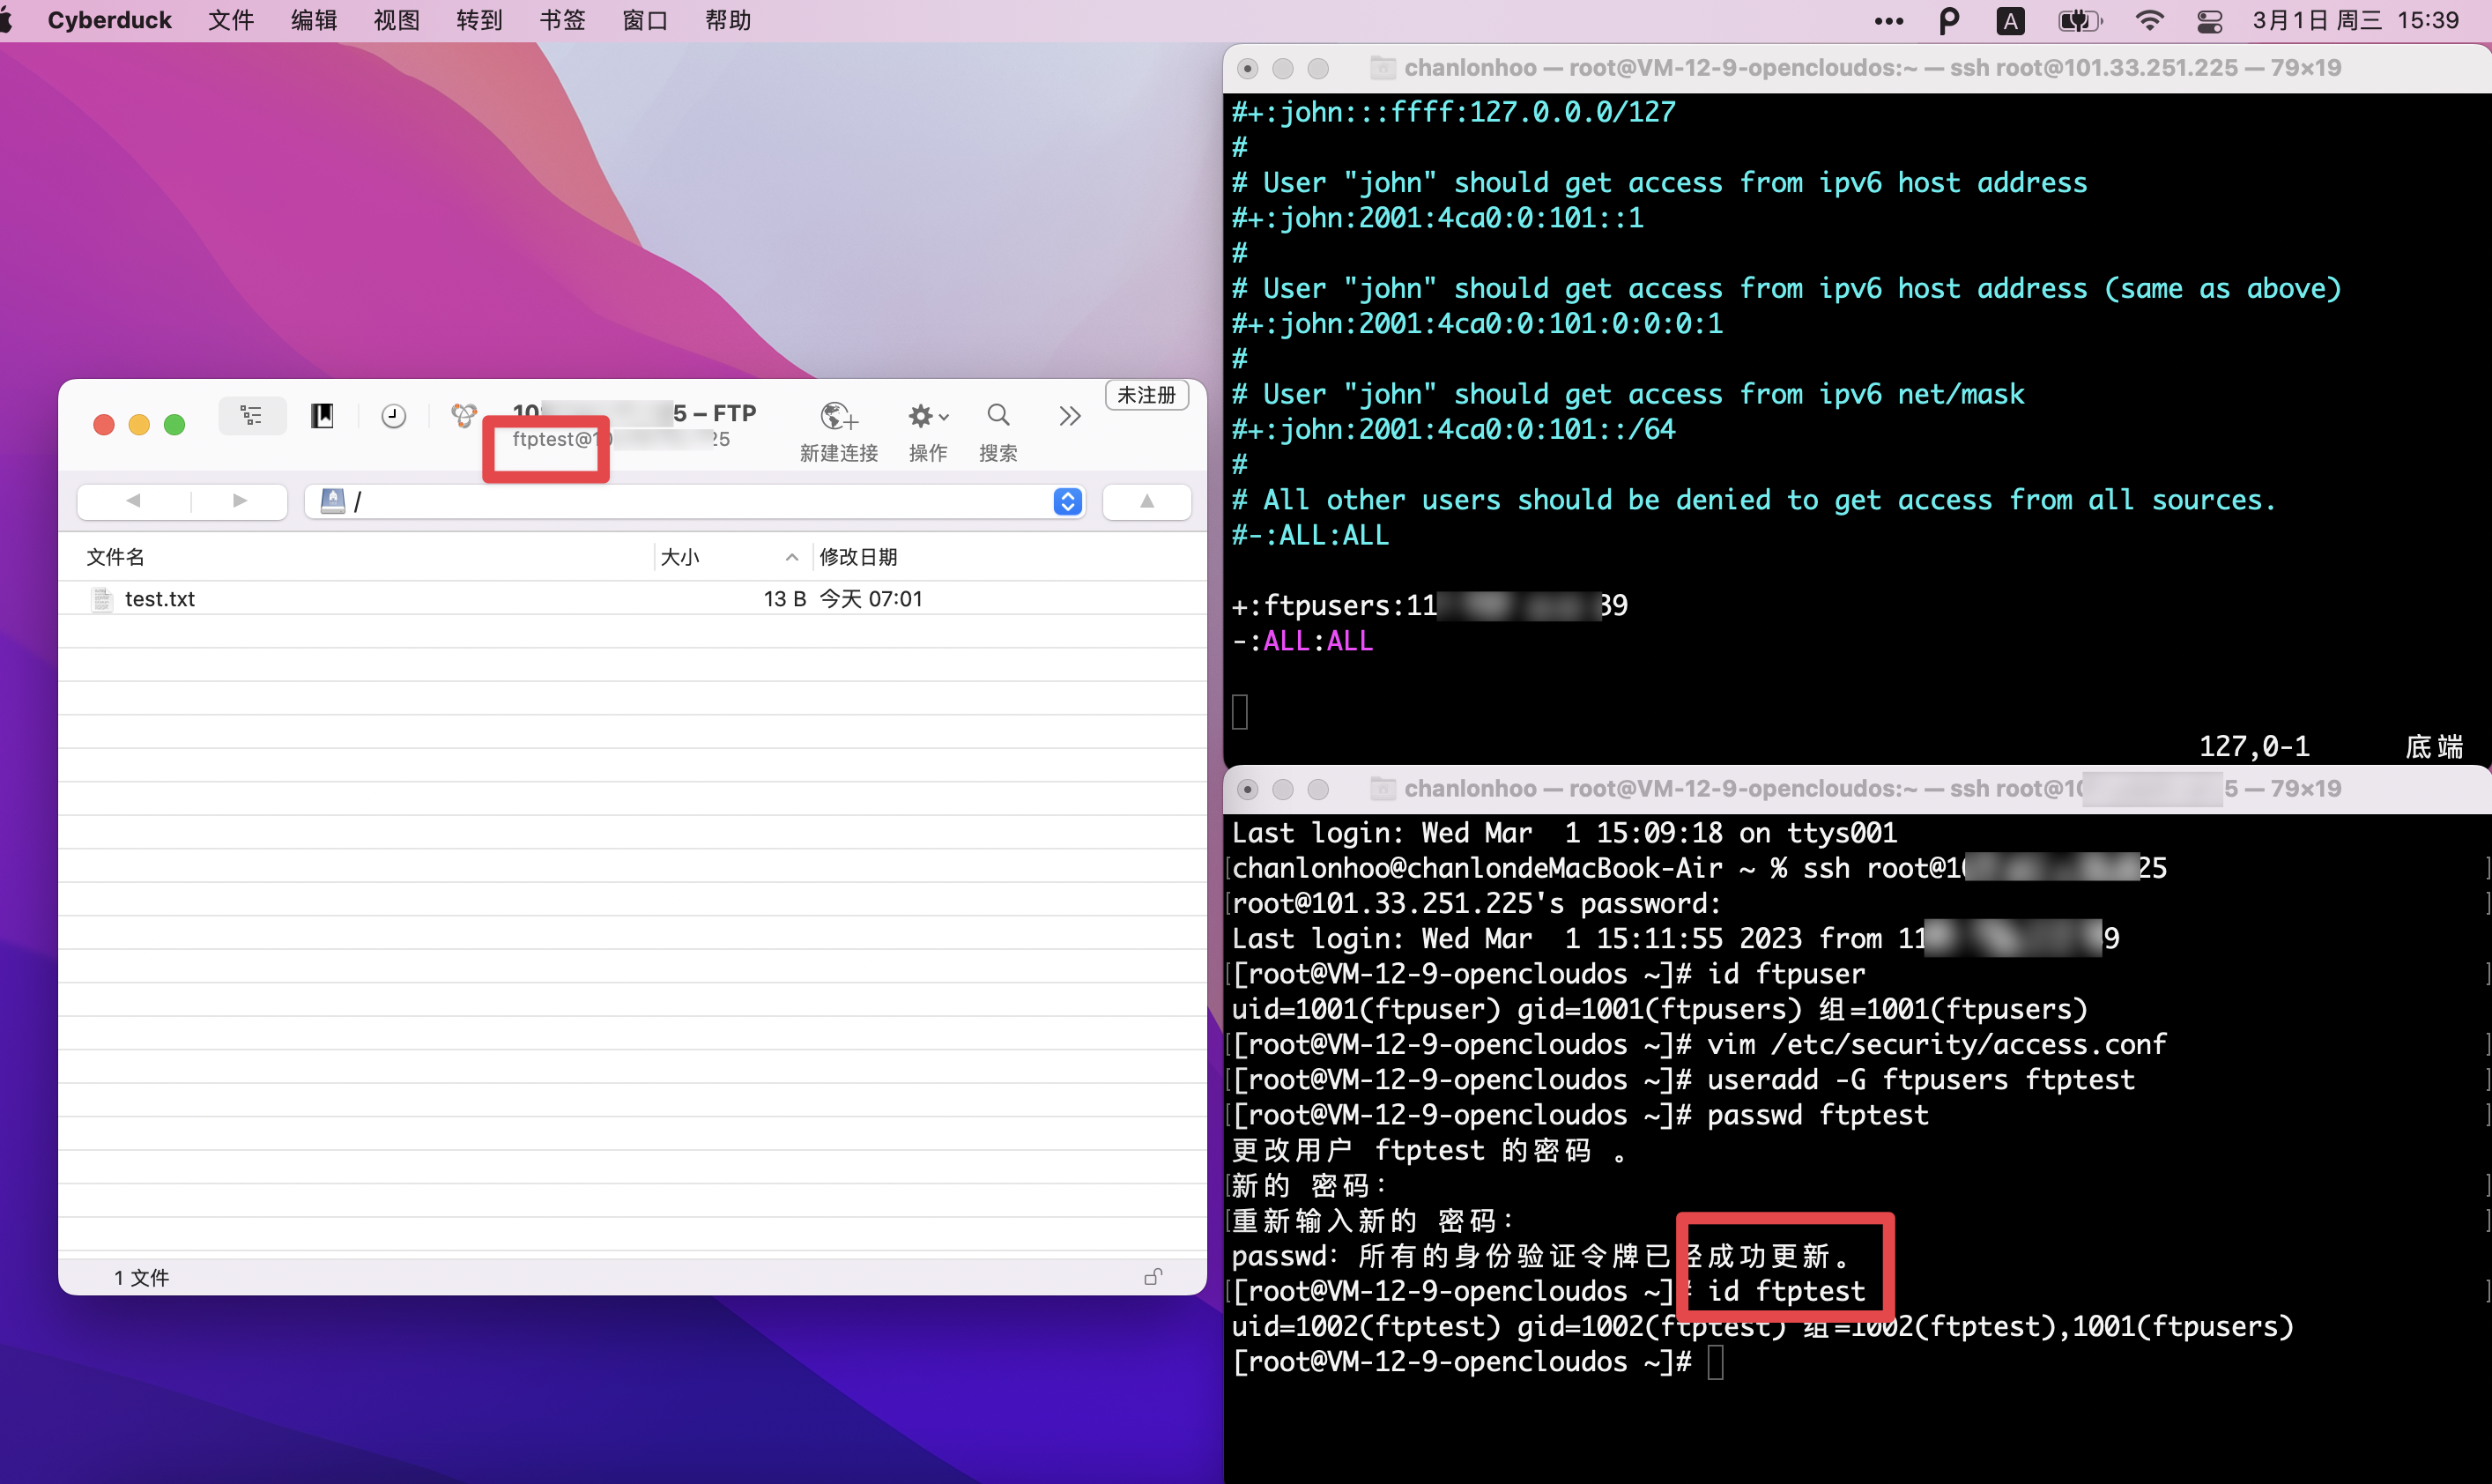 Cyberduck 文件 编辑 视图 转到 书签 窗口 帮助
A 3月1日 周三 15:39
chanlonhoo — root@VM-12-9-opencloudos:~ — ssh root@101.33.251.225 — 79×19
#+:john:::ffff:127.0.0.0/127
#
# User "john" should get access from ipv6 host address
#+:john:2001:4ca0:0:101::1
#
# User "john" should get access from ipv6 host address (same as above)
#+:john:2001:4ca0:0:101:0:0:0:1
#
# User "john" should get access from ipv6 net/mask
#+:john:2001:4ca0:0:101::/64
#
# All other users should be denied to get access from all sources.
#-:ALL:ALL
+:ftpusers:11 39
-:ALL:ALL
127,0-1 底端
未注册
10 5 – FTP
ftptest@10 25
新建连接 操作 搜索
/
文件名 大小 修改日期
test.txt 13 B 今天 07:01
1 文件
chanlonhoo — root@VM-12-9-opencloudos:~ — ssh root@10 5 — 79×19
Last login: Wed Mar  1 15:09:18 on ttys001
[chanlonhoo@chanlondeMacBook-Air ~ % ssh root@10 25 ]
[root@101.33.251.225's password: ]
Last login: Wed Mar  1 15:11:55 2023 from 11 9
[[root@VM-12-9-opencloudos ~]# id ftpuser ]
uid=1001(ftpuser) gid=1001(ftpusers) 组=1001(ftpusers)
[[root@VM-12-9-opencloudos ~]# vim /etc/security/access.conf ]
[[root@VM-12-9-opencloudos ~]# useradd -G ftpusers ftptest ]
[[root@VM-12-9-opencloudos ~]# passwd ftptest ]
更改用户 ftptest 的密码 。
[新的 密码： ]
[重新输入新的 密码： ]
passwd：所有的身份验证令牌已经成功更新。
[[root@VM-12-9-opencloudos ~]# id ftptest ]
uid=1002(ftptest) gid=1002(ftptest) 组=1002(ftptest),1001(ftpusers)
[root@VM-12-9-opencloudos ~]#